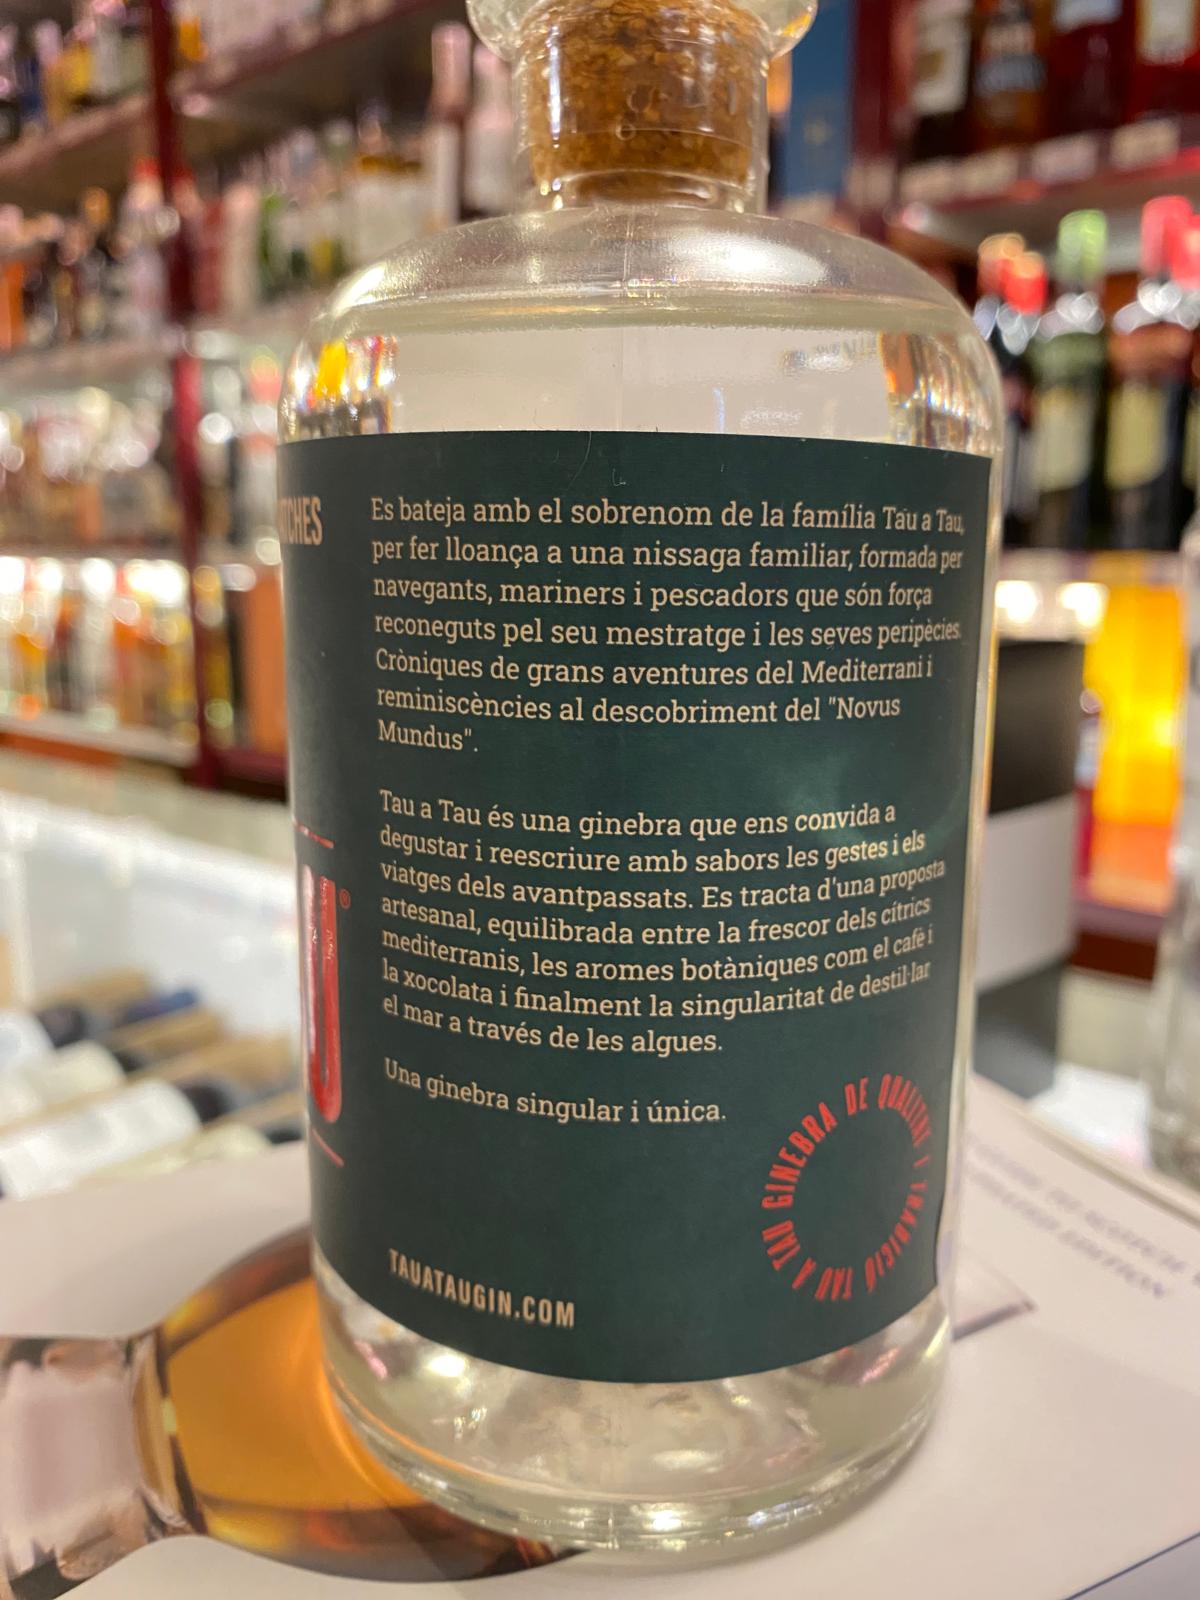 Es bateja amb el sobrenom de la família Tau a Tau,
per fer lloança a una nissaga familiar, formada per
navegants, mariners i pescadors que són força
reconeguts pel seu mestratge i les seves peripècies.
Cròniques de grans aventures del Mediterrani i
reminiscències al descobriment del "Novus
Mundus".
Tau a Tau és una ginebra que ens convida a
degustar i reescriure amb sabors les gestes i els
viatges dels avantpassats. Es tracta d'una proposta
artesanal, equilibrada entre la frescor dels cítrics
mediterranis, les aromes botàniques com el cafè i
la xocolata i finalment la singularitat de destil·lar
el mar a través de les algues.
Una ginebra singular i única.
TAU A TAU GINEBRA DE QUALITAT I TRADICIÓ
TAUATAUGIN.COM